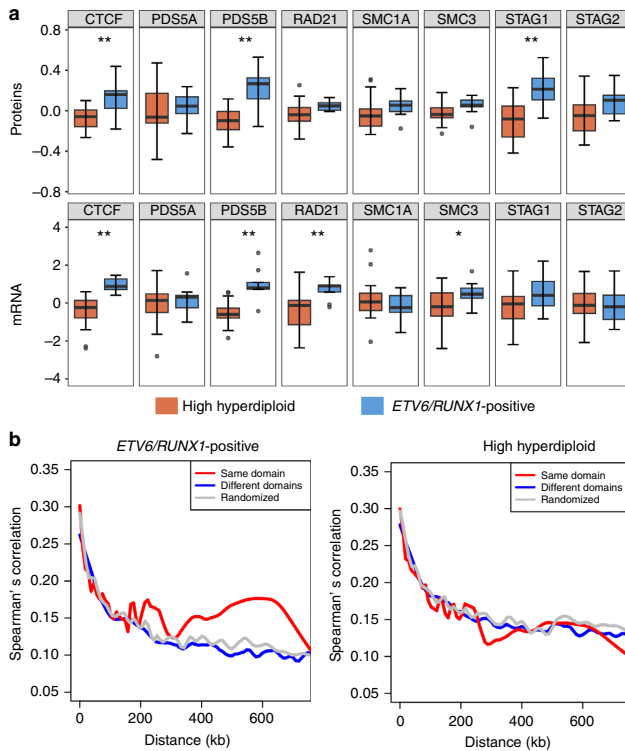 a
CTCF PDS5A PDS5B RAD21 SMC1A SMC3 STAG1 STAG2
** ** **
Proteins
0.8
0.4
0.0
−0.4
−0.8
CTCF PDS5A PDS5B RAD21 SMC1A SMC3 STAG1 STAG2
** ** ** *
mRNA
4
2
0
−2
−4
High hyperdiploid ETV6/RUNX1-positive
b
ETV6/RUNX1-positive
Spearman' s correlation
0.35
0.30
0.25
0.20
0.15
0.10
0.05
Same domain
Different domains
Randomized
0 200 400 600
Distance (kb)
High hyperdiploid
Spearman' s correlation
0.35
0.30
0.25
0.20
0.15
0.10
0.05
Same domain
Different domains
Randomized
0 200 400 600
Distance (kb)